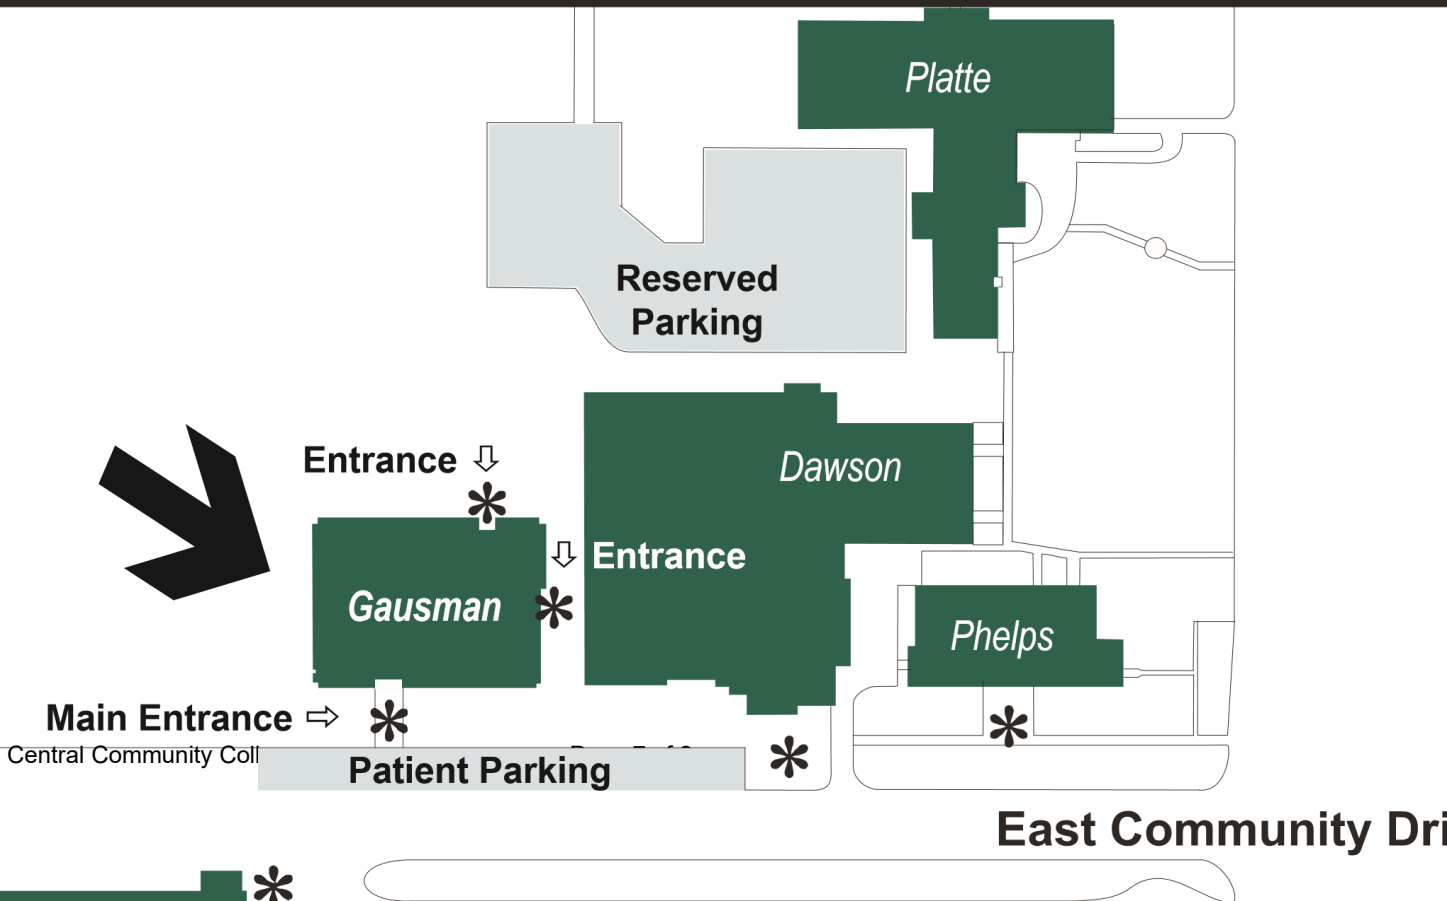 Platte
Reserved
Parking
Entrance
Dawson
Entrance
Gausman
Phelps
Main Entrance
Central Community Coll
Patient Parking
East Community Dri